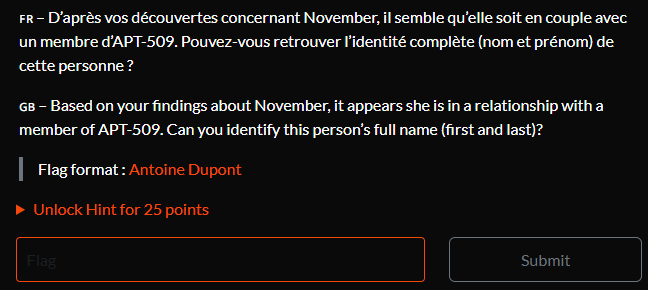 FR – D’après vos découvertes concernant November, il semble qu’elle soit en couple avec
un membre d’APT-509. Pouvez-vous retrouver l’identité complète (nom et prénom) de
cette personne ?
GB – Based on your findings about November, it appears she is in a relationship with a
member of APT-509. Can you identify this person’s full name (first and last)?
Flag format : Antoine Dupont
Unlock Hint for 25 points
Flag
Submit